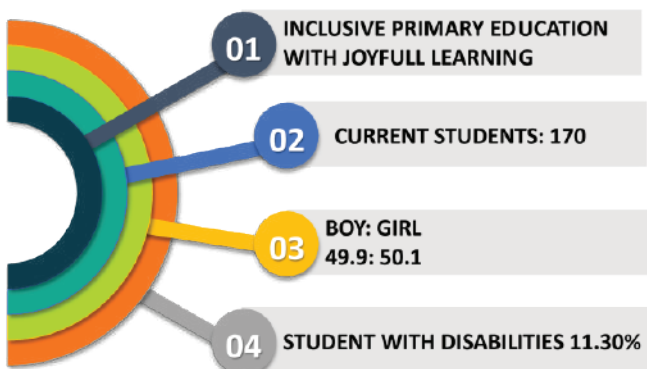 01
INCLUSIVE PRIMARY EDUCATION
WITH JOYFULL LEARNING
02
CURRENT STUDENTS: 170
03
BOY: GIRL
49.9: 50.1
04
STUDENT WITH DISABILITIES 11.30%